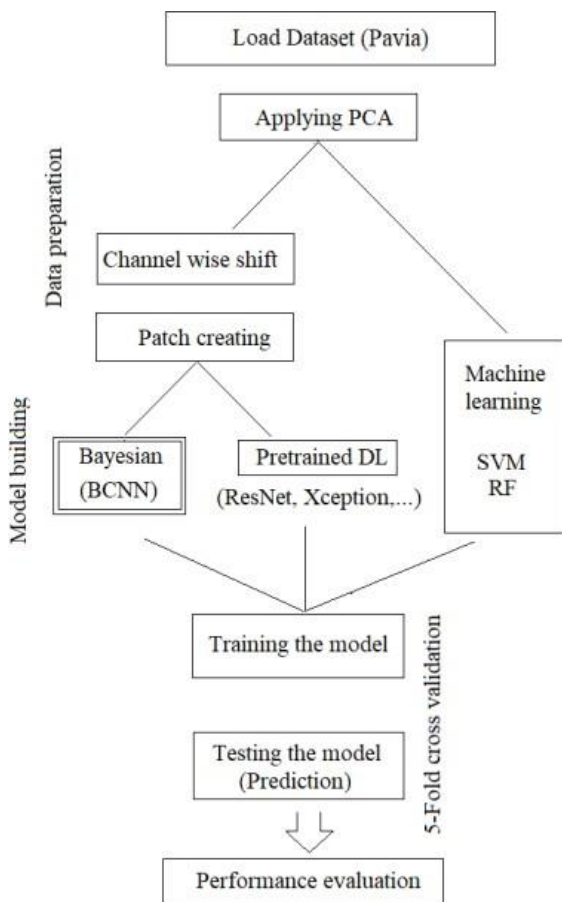 Load Dataset (Pavia)
Applying PCA
Data preparation
Channel wise shift
Patch creating
Model building
Bayesian
(BCNN)
Pretrained DL
(ResNet, Xception,...)
Machine
learning
SVM
RF
Training the model
5-Fold cross validation
Testing the model
(Prediction)
Performance evaluation